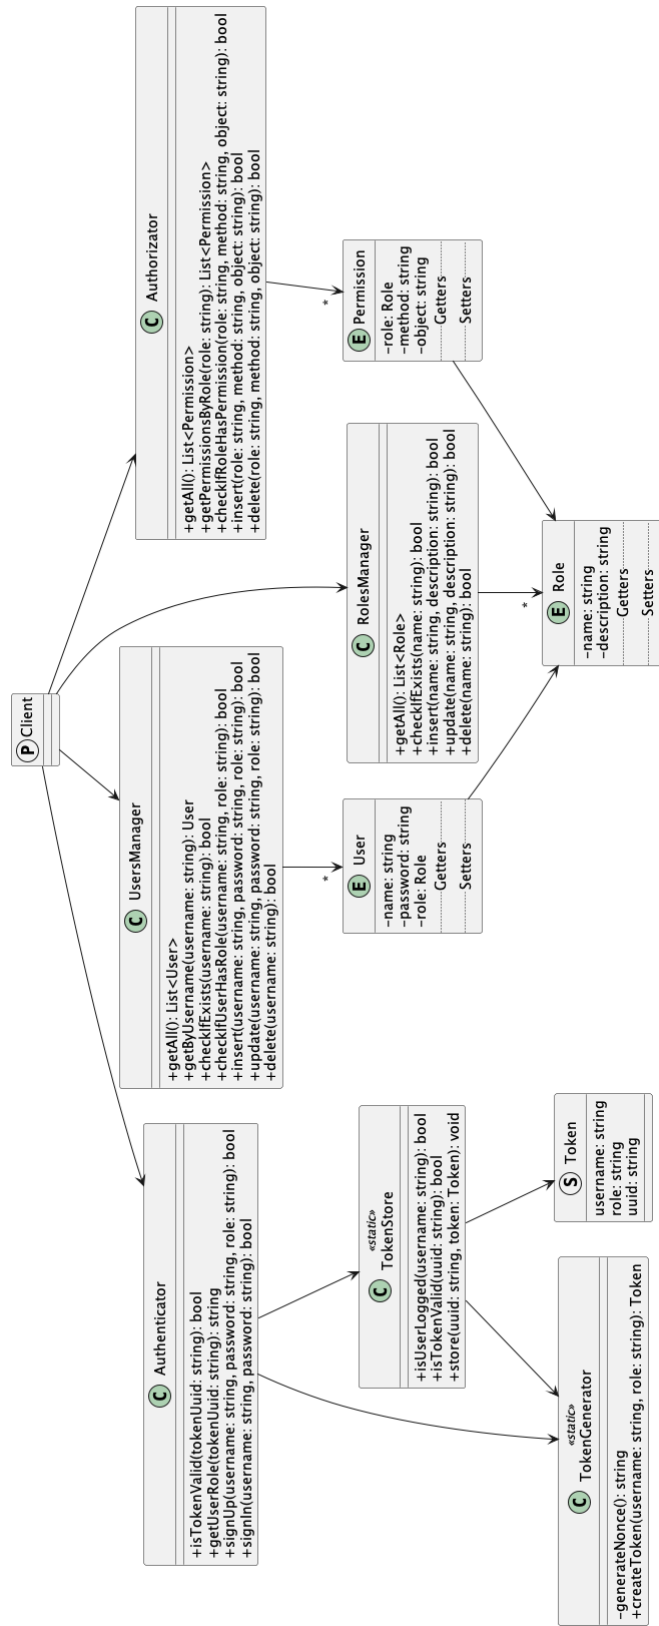 P Client
C Authenticator
+isTokenValid(tokenUuid: string): bool
+getUserRole(tokenUuid: string): string
+signUp(username: string, password: string, role: string): bool
+signIn(username: string, password: string): bool
C UsersManager
+getAll(): List<User>
+getByUsername(username: string): User
+checkIfExists(username: string): bool
+checkIfUserHasRole(username: string, role: string): bool
+insert(username: string, password: string, role: string): bool
+update(username: string, password: string, role: string): bool
+delete(username: string): bool
C Authorizator
+getAll(): List<Permission>
+getPermissionsByRole(role: string): List<Permission>
+checkIfRoleHasPermission(role: string, method: string, object: string): bool
+insert(role: string, method: string, object: string): bool
+delete(role: string, method: string, object: string): bool
«static»
C TokenStore
+isUserLogged(username: string): bool
+isTokenValid(uuid: string): bool
+store(uuid: string, token: Token): void
*
E User
-name: string
-password: string
-role: Role
Getters
Setters
C RolesManager
+getAll(): List<Role>
+checkIfExists(name: string): bool
+insert(name: string, description: string): bool
+update(name: string, description: string): bool
+delete(name: string): bool
*
E Permission
-role: Role
-method: string
-object: string
Getters
Setters
«static»
C TokenGenerator
-generateNonce(): string
+createToken(username: string, role: string): Token
S Token
username: string
role: string
uuid: string
*
E Role
-name: string
-description: string
Getters
Setters